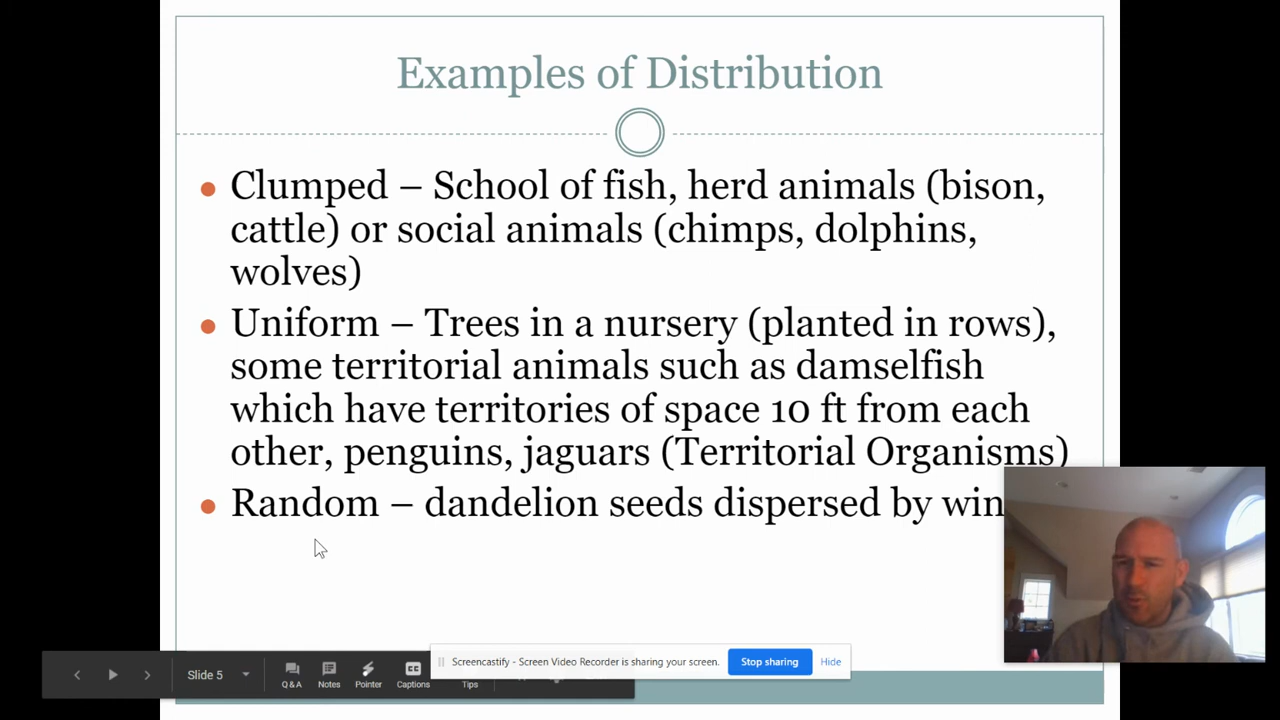 Examples of Distribution
Clumped – School of fish, herd animals (bison,
cattle) or social animals (chimps, dolphins,
wolves)
Uniform – Trees in a nursery (planted in rows),
some territorial animals such as damselfish
which have territories of space 10 ft from each
other, penguins, jaguars (Territorial Organisms)
Random – dandelion seeds dispersed by win
Screencastify - Screen Video Recorder is sharing your screen.
Stop sharing
Hide
Slide 5
Q & A
Notes
Pointer
Captions
Tips